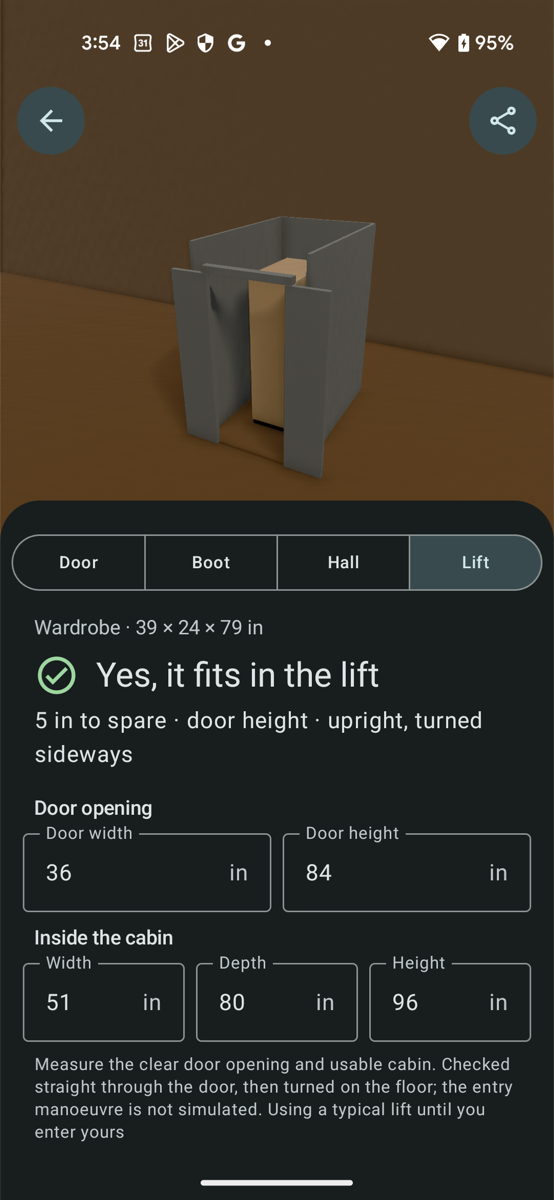 3:54 31 G 95%
Door Boot Hall Lift
Wardrobe · 39 × 24 × 79 in
Yes, it fits in the lift
5 in to spare · door height · upright, turned
sideways
Door opening
Door width Door height
36 in 84 in
Inside the cabin
Width Depth Height
51 in 80 in 96 in
Measure the clear door opening and usable cabin. Checked
straight through the door, then turned on the floor; the entry
manoeuvre is not simulated. Using a typical lift until you
enter yours